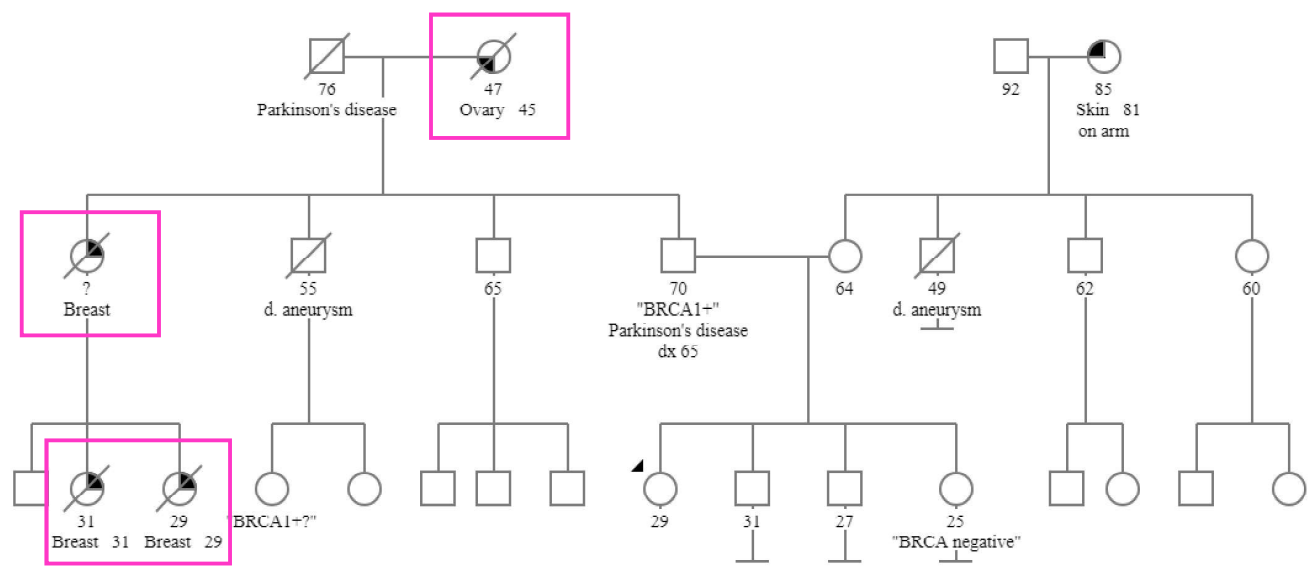 76
Parkinson's disease
47
Ovary 45
92
85
Skin 81
on arm
?
Breast
55
d. aneurysm
65
70
"BRCA1+"
Parkinson's disease
dx 65
64
49
d. aneurysm
62
60
31
Breast 31
29
Breast 29
"BRCA1+?"
29
31
27
25
"BRCA negative"